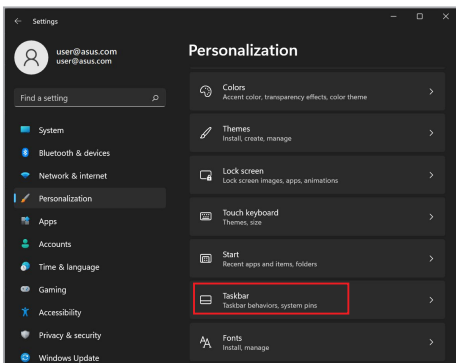 Settings
user@asus.com
user@asus.com
Find a setting
System
Bluetooth & devices
Network & internet
Personalization
Apps
Accounts
Time & language
Gaming
Accessibility
Privacy & security
Windows Update
Personalization
Colors
Accent color, transparency effects, color theme
Themes
Install, create, manage
Lock screen
Lock screen images, apps, animations
Touch keyboard
Themes, size
Start
Recent apps and items, folders
Taskbar
Taskbar behaviors, system pins
Fonts
Install, manage